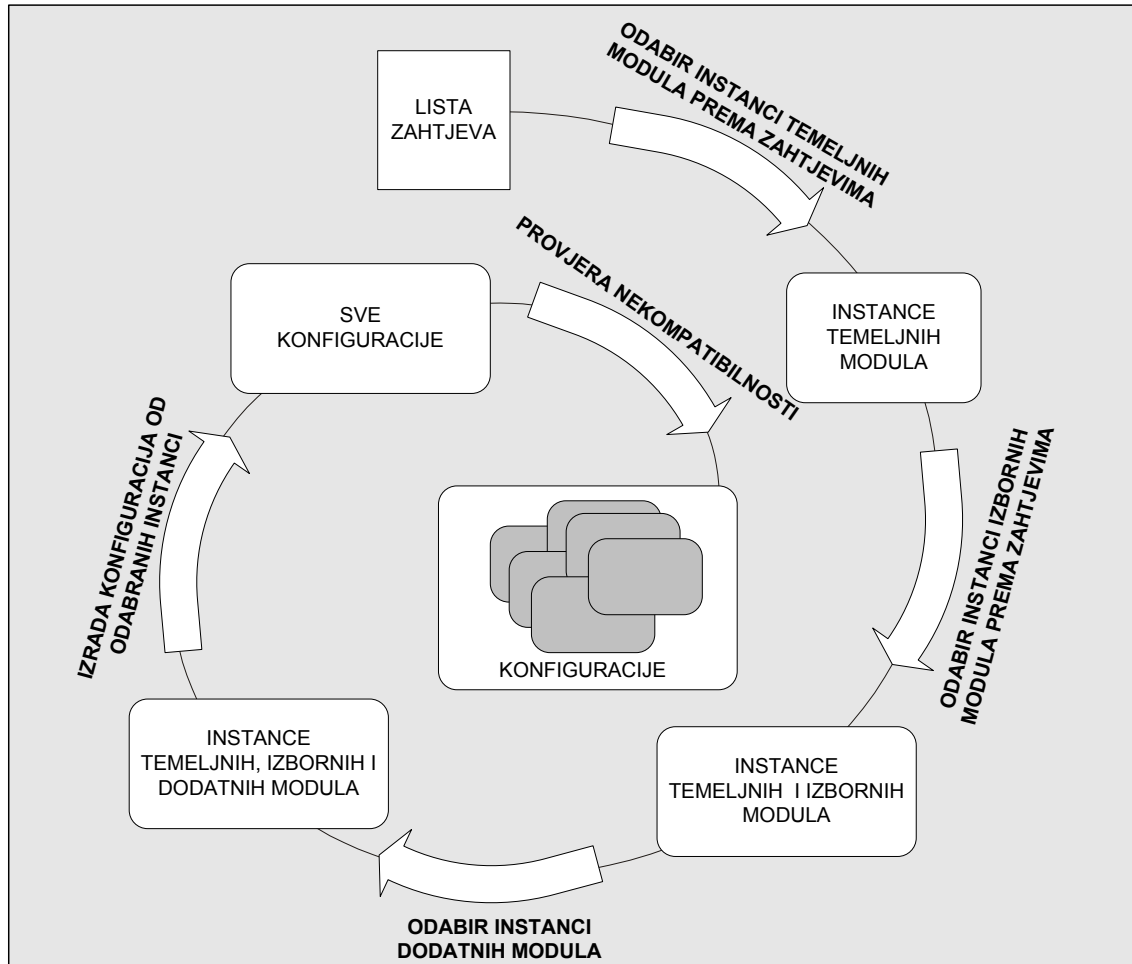 LISTA
ZAHTJEVA
ODABIR INSTANCI TEMELJNIH
MODULA PREMA ZAHTJEVIMA
INSTANCE
TEMELJNIH
MODULA
ODABIR INSTANCI IZBORNIH
MODULA PREMA ZAHTJEVIMA
INSTANCE
TEMELJNIH I IZBORNIH
MODULA
ODABIR INSTANCI
DODATNIH MODULA
INSTANCE
TEMELJNIH, IZBORNIH I
DODATNIH MODULA
IZRADA KONFIGURACIJA OD
ODABRANIH INSTANCI
SVE
KONFIGURACIJE
PROVJERA NEKOMPATIBILNOSTI
KONFIGURACIJE